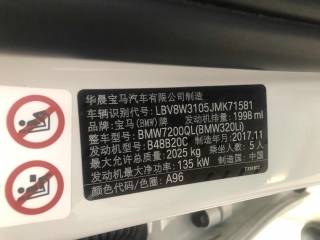 华晨宝马汽车有限公司制造
车辆识别代号: LBV8W3105JMK71581
品牌: 宝马(BMW)牌 发动机排量: 1998 ml
整车型号: BMW7200QL(BMW320Li)
发动机型号: B48B20C 制造年月: 2017.11
最大允许总质量: 2025 kg 乘坐人数: 5人
发动机最大净功率: 135 kW 制造国: 中国
颜色代码/色圈: A96